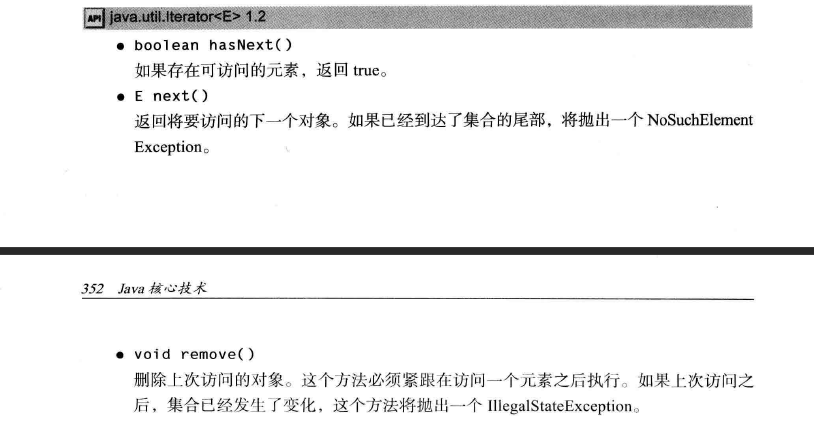 API java.util.Iterator<E> 1.2
● boolean hasNext()
如果存在可访问的元素，返回 true。
● E next()
返回将要访问的下一个对象。如果已经到达了集合的尾部，将抛出一个 NoSuchElement
Exception。
352 Java 核心技术
● void remove()
删除上次访问的对象。这个方法必须紧跟在访问一个元素之后执行。如果上次访问之
后，集合已经发生了变化，这个方法将抛出一个 IllegalStateException。